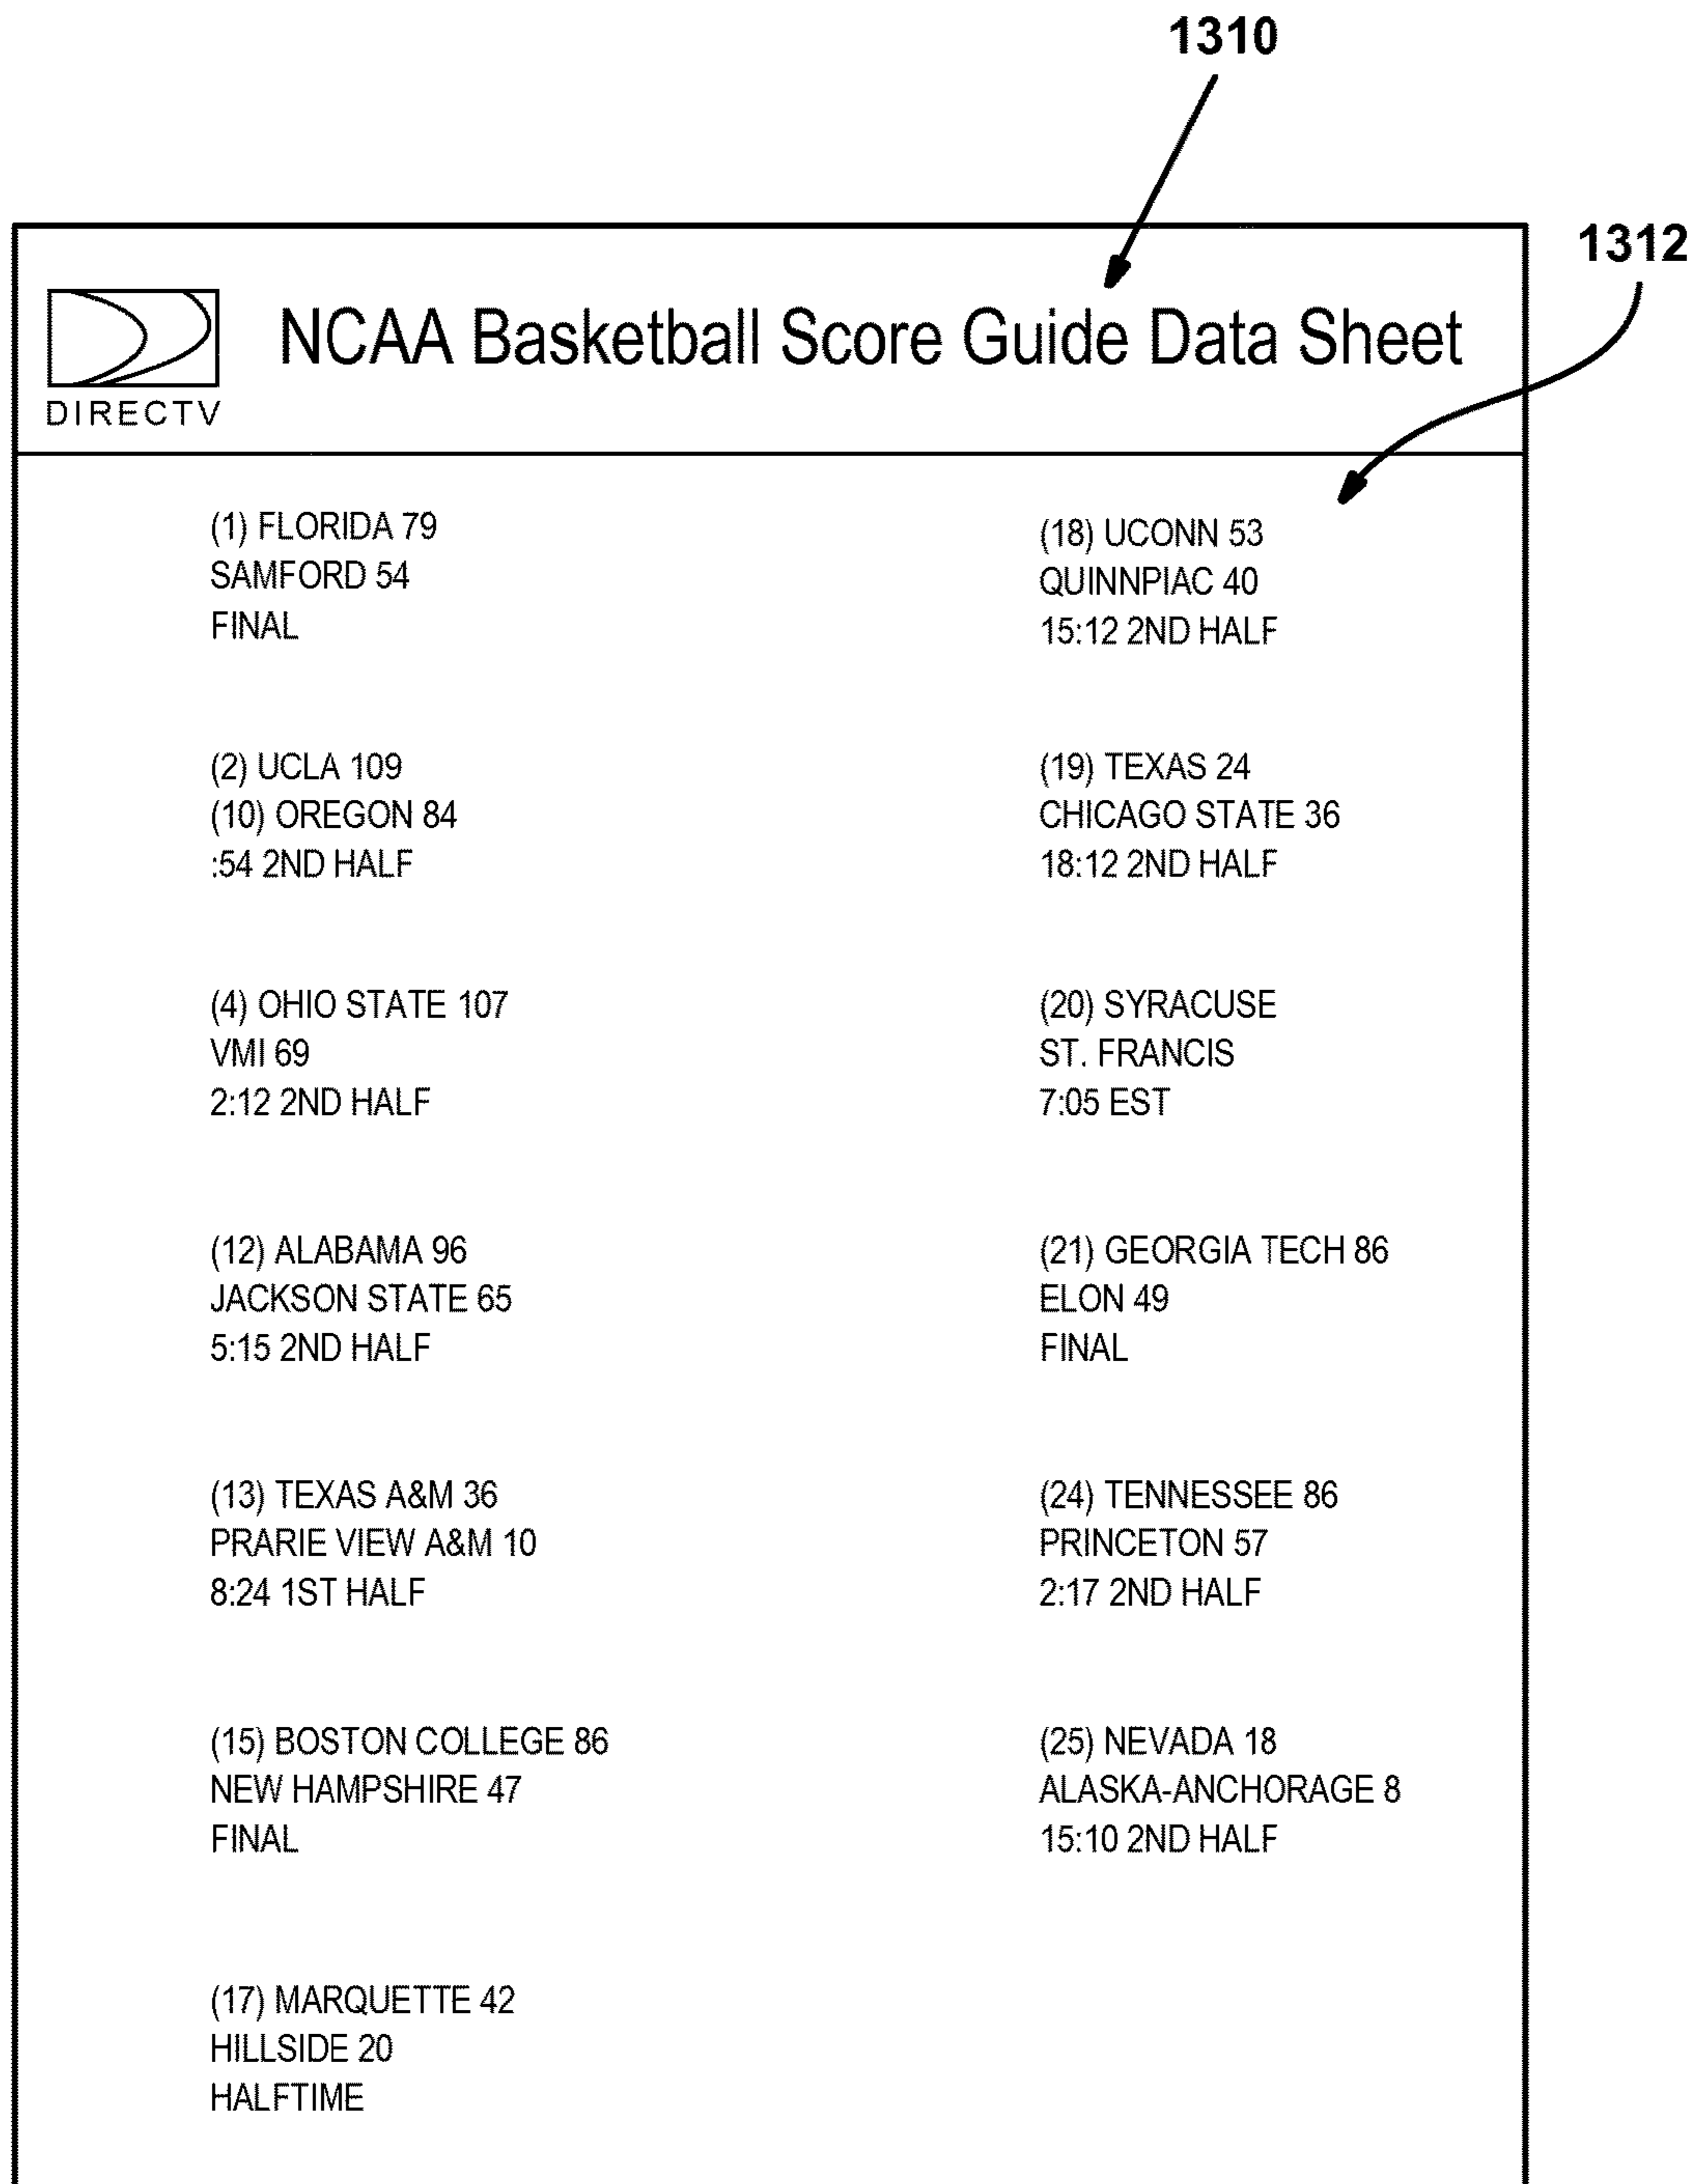 1310
1312
DIRECTV
NCAA Basketball Score Guide Data Sheet
(1) FLORIDA 79
SAMFORD 54
FINAL
(2) UCLA 109
(10) OREGON 84
:54 2ND HALF
(4) OHIO STATE 107
VMI 69
2:12 2ND HALF
(12) ALABAMA 96
JACKSON STATE 65
5:15 2ND HALF
(13) TEXAS A&M 36
PRARIE VIEW A&M 10
8:24 1ST HALF
(15) BOSTON COLLEGE 86
NEW HAMPSHIRE 47
FINAL
(17) MARQUETTE 42
HILLSIDE 20
HALFTIME
(18) UCONN 53
QUINNPIAC 40
15:12 2ND HALF
(19) TEXAS 24
CHICAGO STATE 36
18:12 2ND HALF
(20) SYRACUSE
ST. FRANCIS
7:05 EST
(21) GEORGIA TECH 86
ELON 49
FINAL
(24) TENNESSEE 86
PRINCETON 57
2:17 2ND HALF
(25) NEVADA 18
ALASKA-ANCHORAGE 8
15:10 2ND HALF